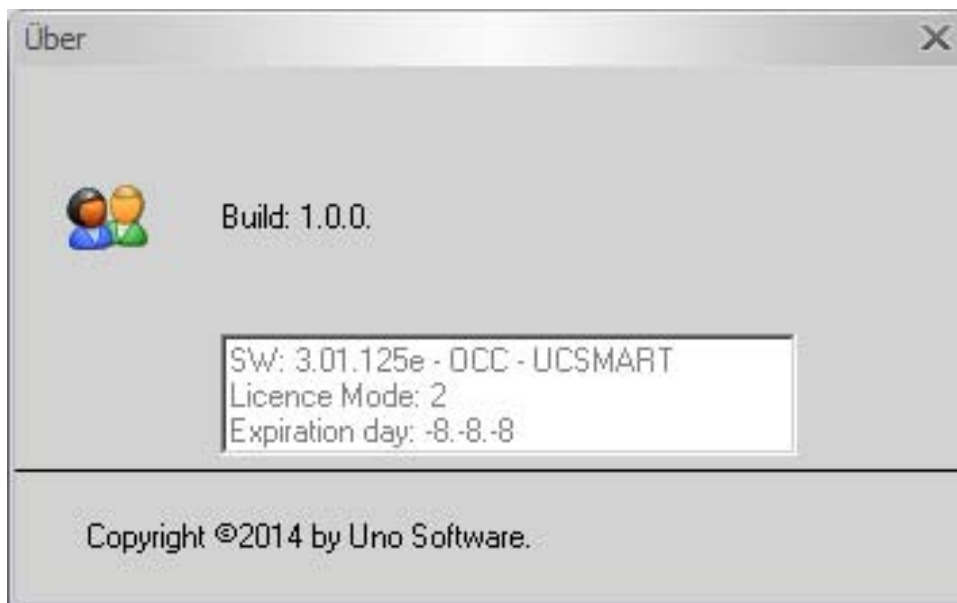 Über
Build: 1.0.0.
SW: 3.01.125e - OCC - UCSMART
Licence Mode: 2
Expiration day: -8.-8.-8
Copyright ©2014 by Uno Software.